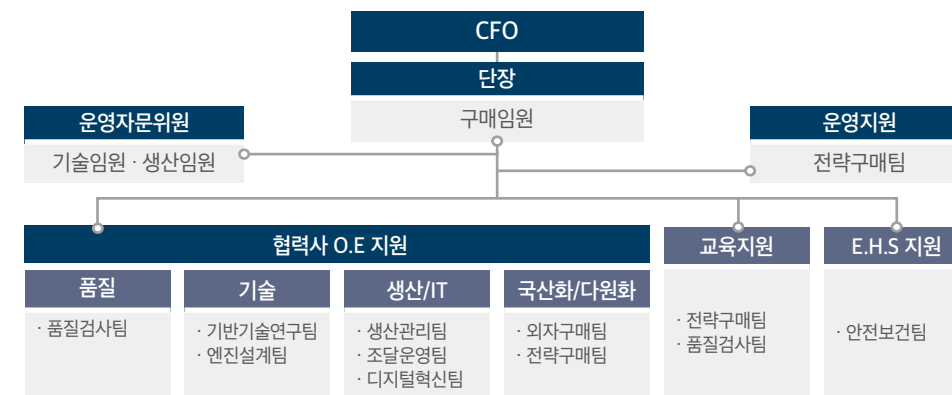 CFO
단장
구매임원
운영자문위원
기술임원 · 생산임원
운영지원
전략구매팀
협력사 O.E 지원
품질
· 품질검사팀
기술
· 기반기술연구팀
· 엔진설계팀
생산/IT
· 생산관리팀
· 조달운영팀
· 디지털혁신팀
국산화/다원화
· 외자구매팀
· 전략구매팀
교육지원
· 전략구매팀
· 품질검사팀
E.H.S 지원
· 안전보건팀